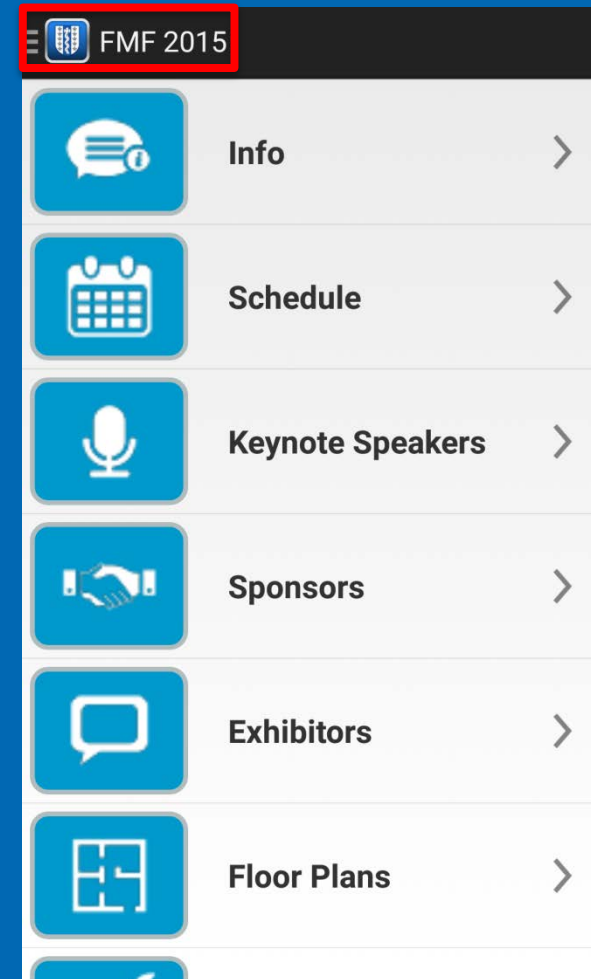 FMF 2015
Info
Schedule
Keynote Speakers
Sponsors
Exhibitors
Floor Plans